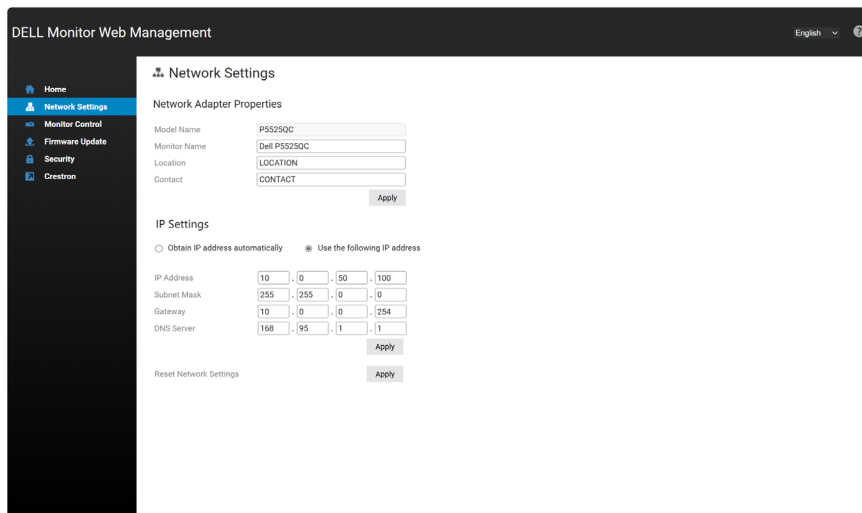 DELL Monitor Web Management
English
?
Home
Network Settings
Monitor Control
Firmware Update
Security
Crestron
Network Settings
Network Adapter Properties
Model Name P5525QC
Monitor Name Dell P5525QC
Location LOCATION
Contact CONTACT
Apply
IP Settings
Obtain IP address automatically Use the following IP address
IP Address 10 . 0 . 50 . 100
Subnet Mask 255 . 255 . 0 . 0
Gateway 10 . 0 . 0 . 254
DNS Server 168 . 95 . 1 . 1
Apply
Reset Network Settings Apply